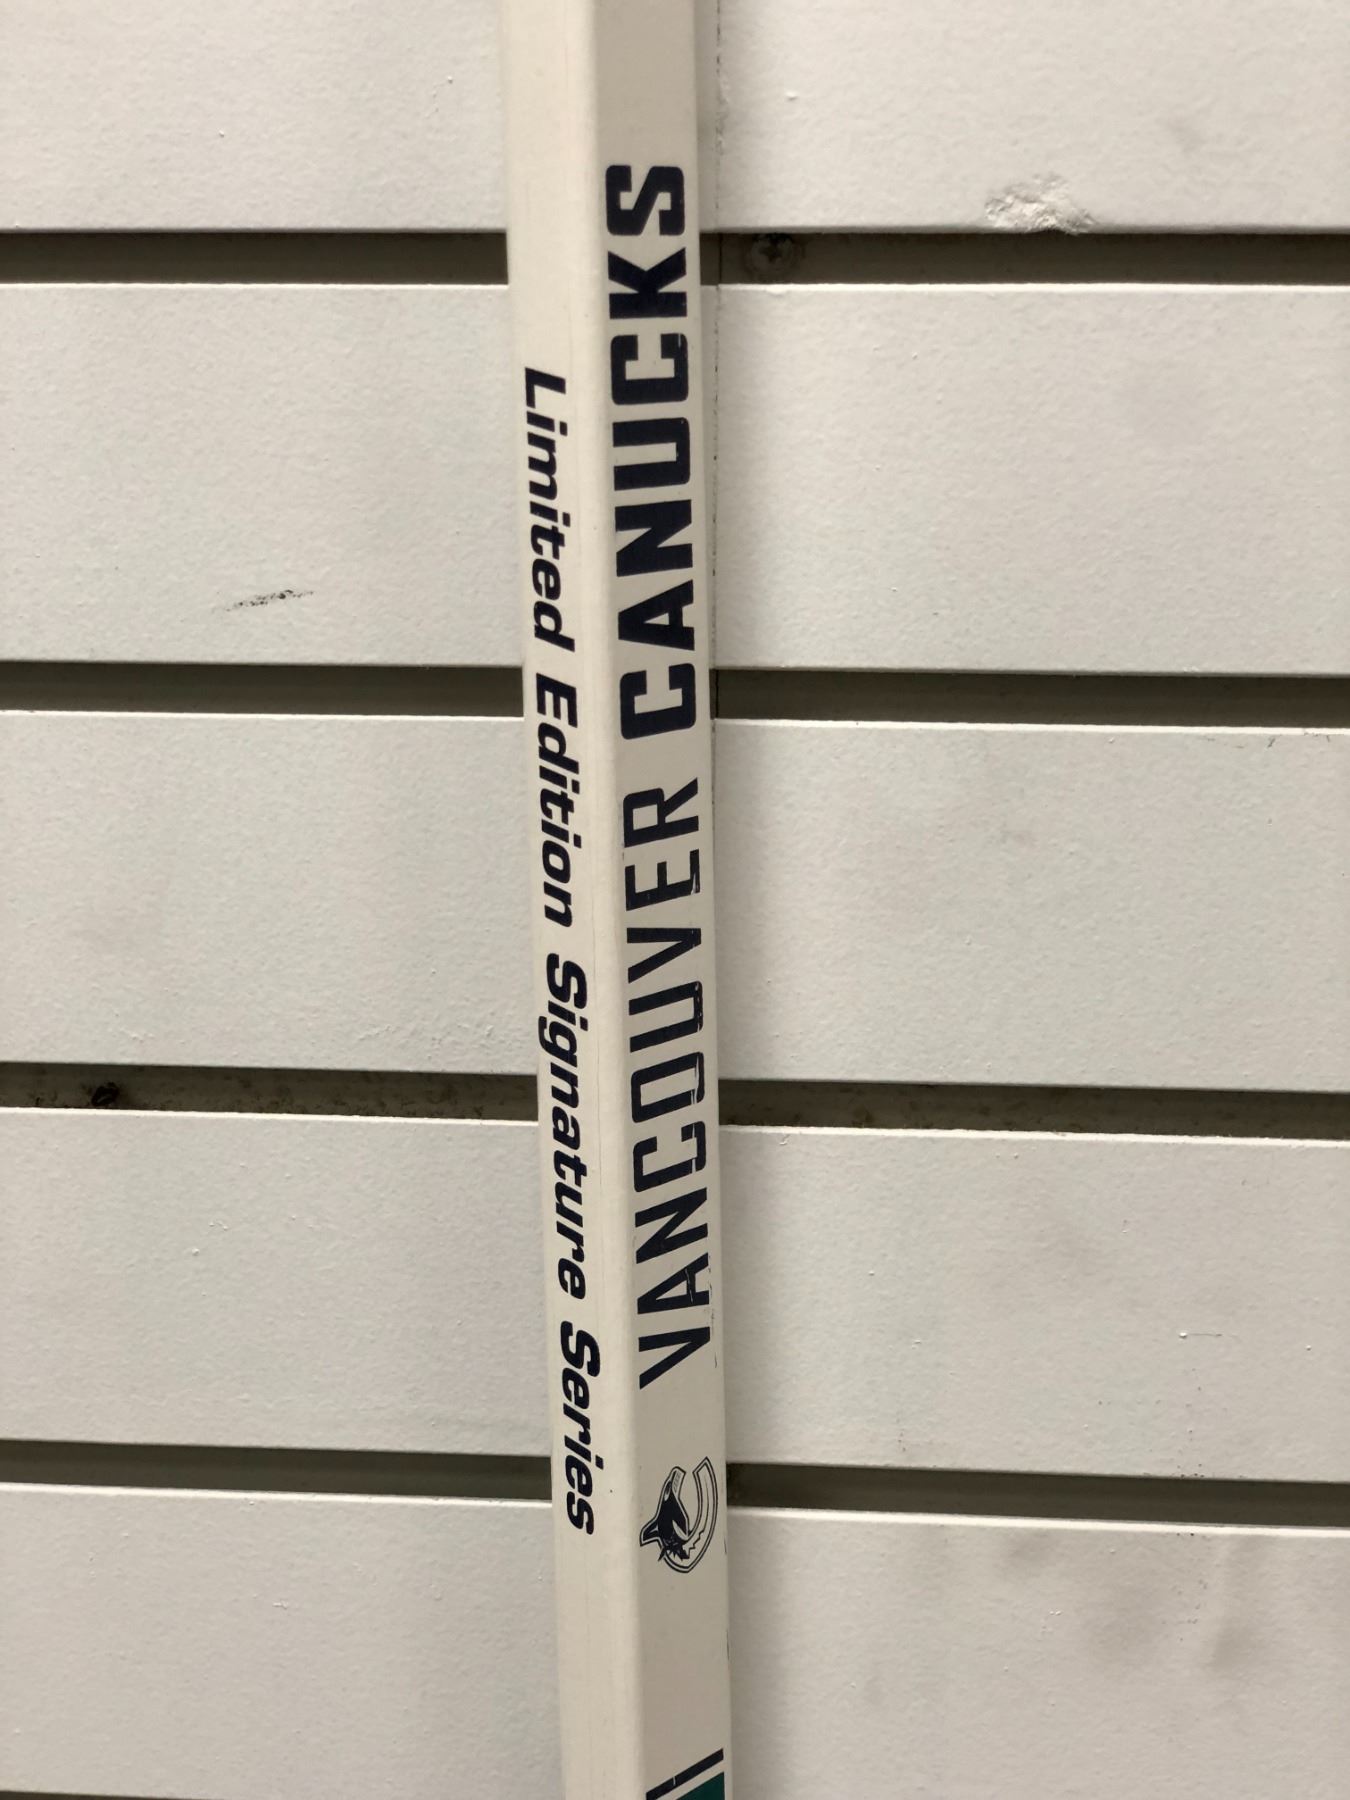 VANCOUVER CANUCKS
Limited Edition Signature Series